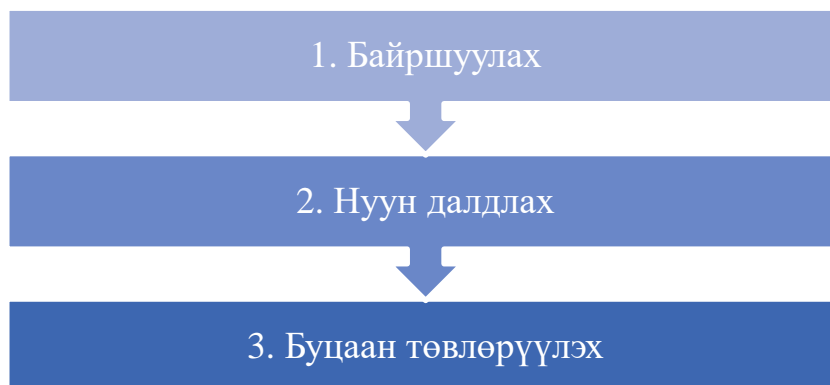 1. Байршуулах
2. Нуун далдлах
3. Буцаан төвлөрүүлэх